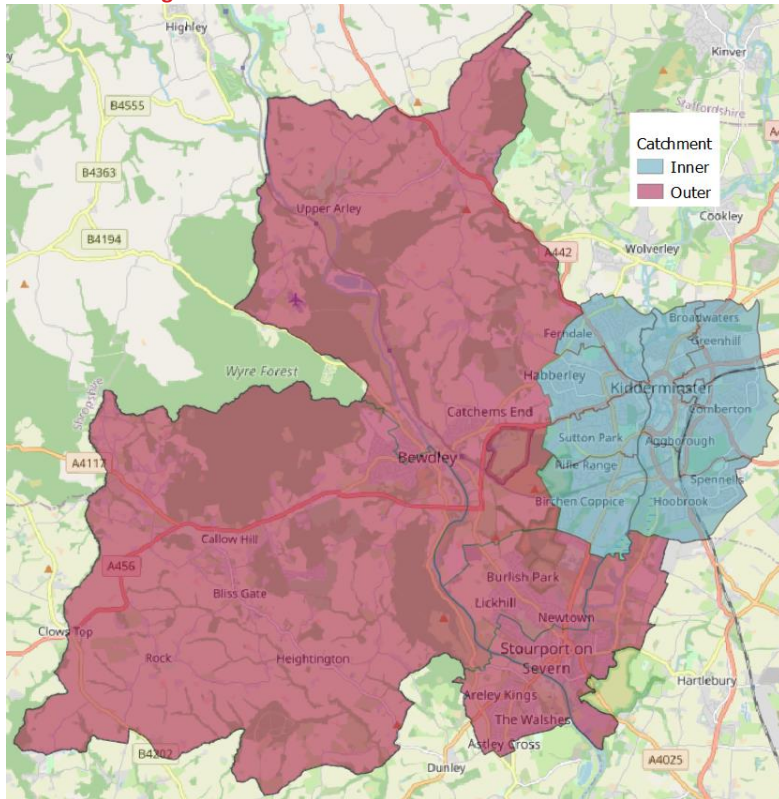 Highley
Kinver
B4555
Staffordshire
Catchment
Inner
Outer
B4363
Upper Arley
Cookley
B4194
Wolverley
A442
Broadwaters
Ferndale
Greenhill
Wyre Forest
Habberley
Kidderminster
Shropshire
Catchems End
Comberton
Sutton Park
Aggborough
A4117
Bewdley
Rifle Range
Spennells
Birchen Coppice
Hoobrook
Callow Hill
A456
Burlish Park
Bliss Gate
Lickhill
Newtown
Clows Top
Stourport on
Severn
Rock
Heightington
Hartlebury
Areley Kings
The Walshes
B4202
Astley Cross
Dunley
A4025